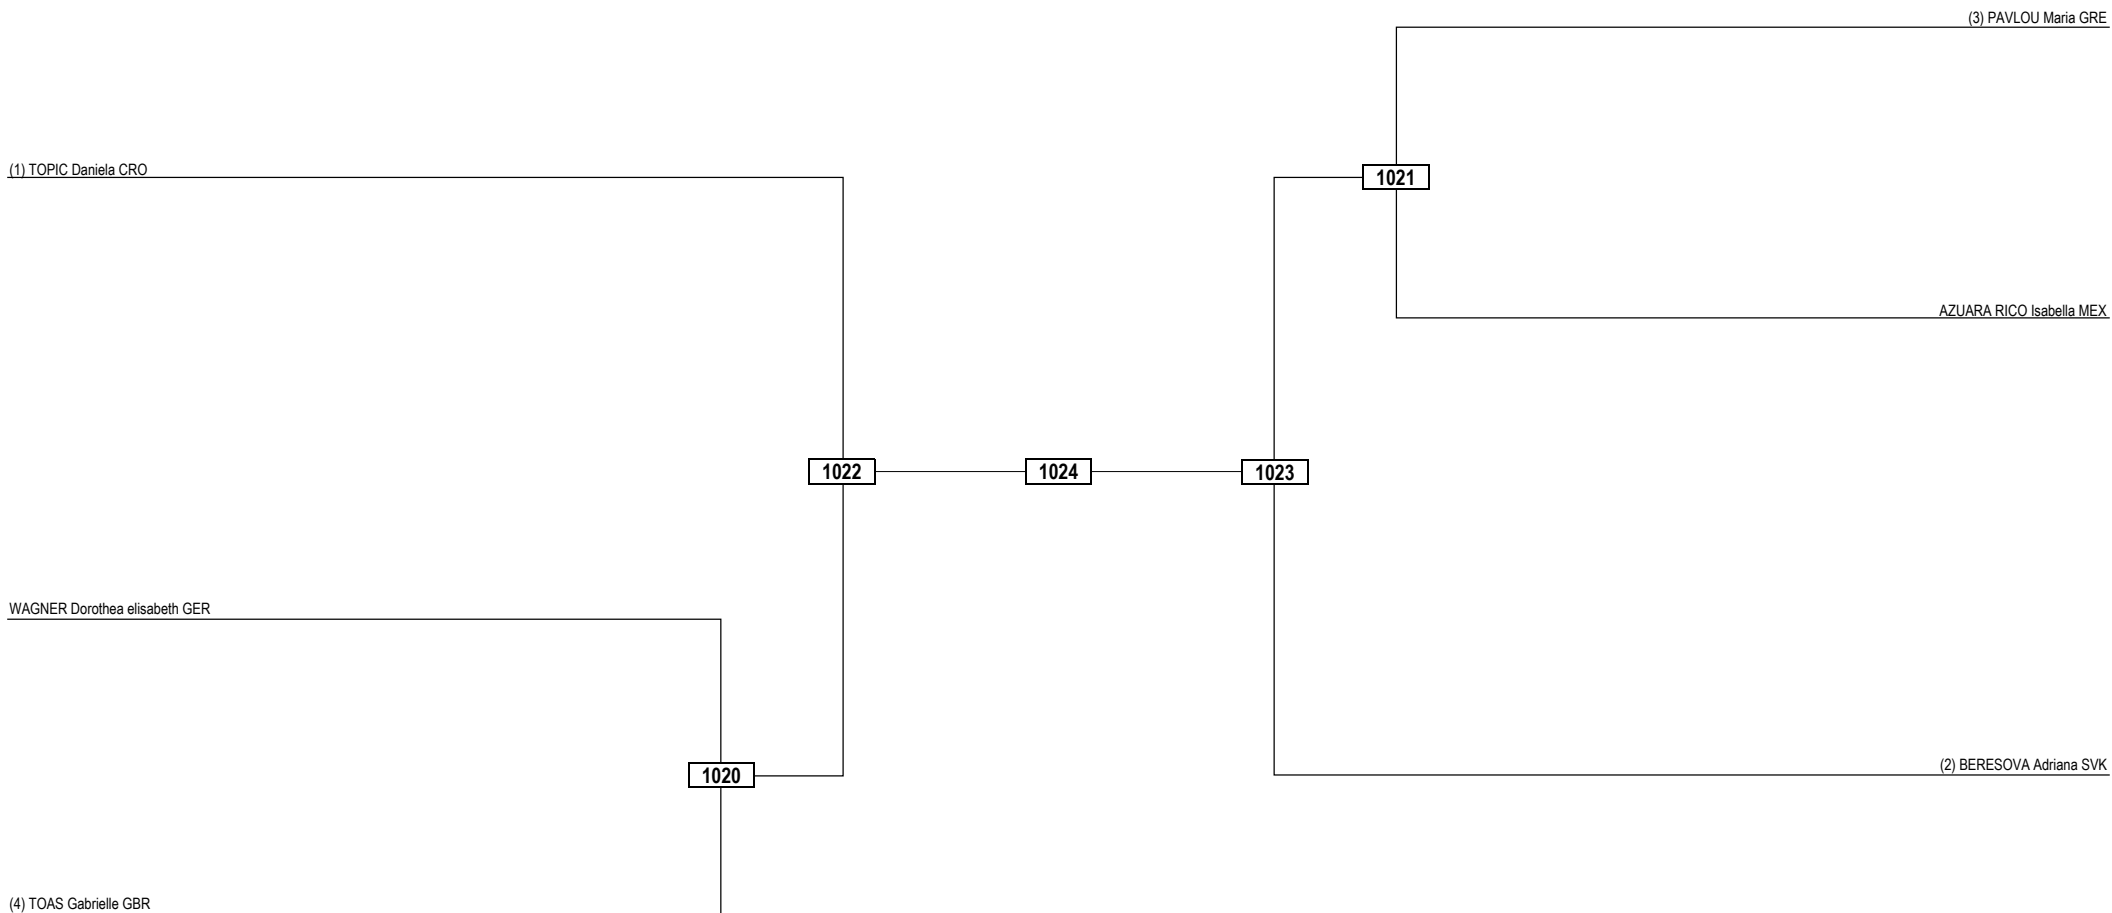 (3) PAVLOU Maria GRE
(1) TOPIC Daniela CRO
1021
AZUARA RICO Isabella MEX
1022
1024
1023
WAGNER Dorothea elisabeth GER
(2) BERESOVA Adriana SVK
1020
(4) TOAS Gabrielle GBR